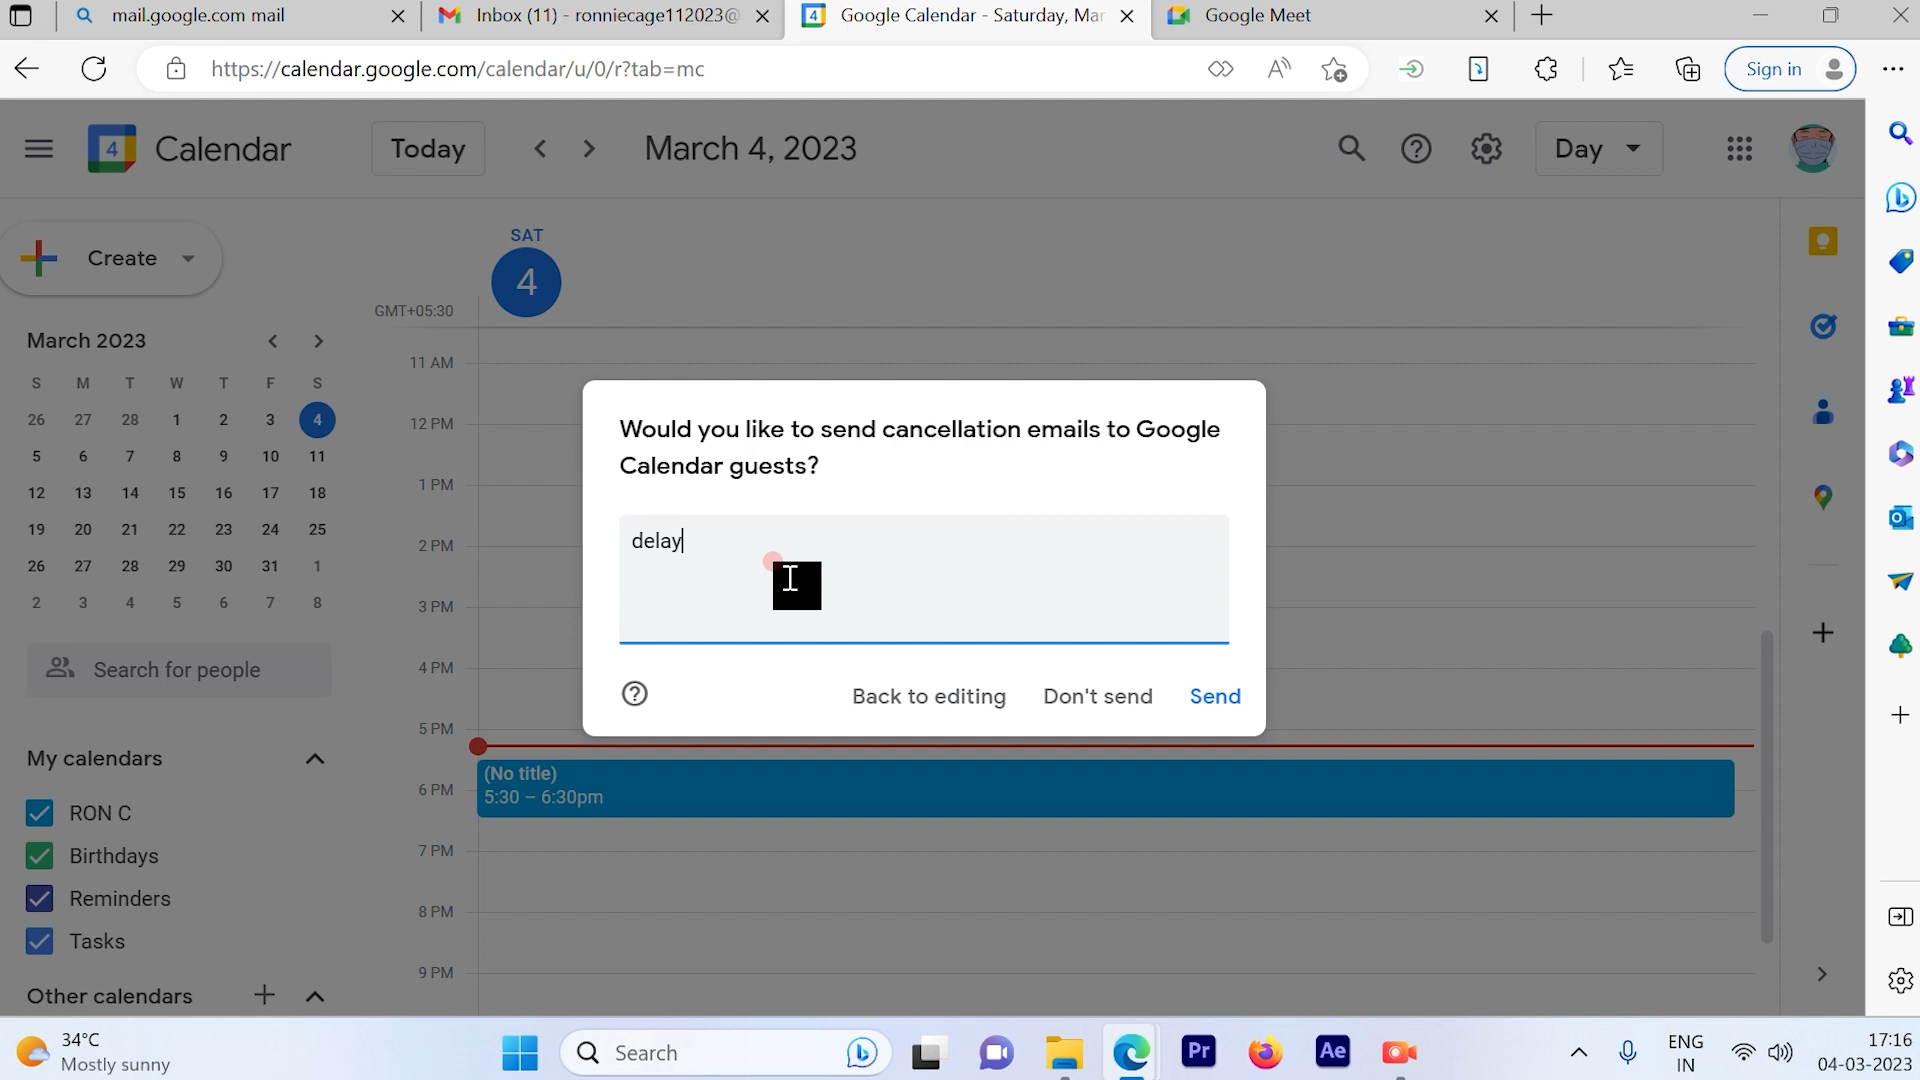 mail.google.com mail
Inbox (11) - ronniecage112023@
Google Calendar - Saturday, Mar
Google Meet
https://calendar.google.com/calendar/u/0/r?tab=mc
Sign in
4
Calendar
Today
March 4, 2023
Day
Create
SAT
4
GMT+05:30
March 2023
S M T W T F S
26 27 28 1 2 3 4
5 6 7 8 9 10 11
12 13 14 15 16 17 18
19 20 21 22 23 24 25
26 27 28 29 30 31 1
2 3 4 5 6 7 8
Search for people
My calendars
RON C
Birthdays
Reminders
Tasks
Other calendars
11 AM
12 PM
1 PM
2 PM
3 PM
4 PM
5 PM
6 PM
7 PM
8 PM
9 PM
Would you like to send cancellation emails to Google
Calendar guests?
delay
Back to editing
Don't send
Send
(No title)
5:30 – 6:30pm
34°C
Mostly sunny
Search
Pr
Ae
ENG
IN
17:16
04-03-2023